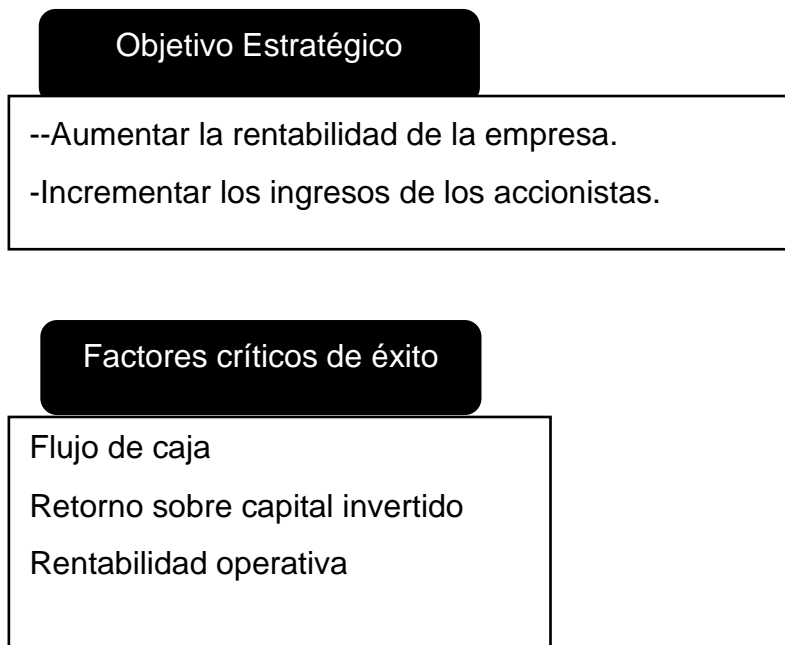 Objetivo Estratégico
--Aumentar la rentabilidad de la empresa.
-Incrementar los ingresos de los accionistas.
Factores críticos de éxito
Flujo de caja
Retorno sobre capital invertido
Rentabilidad operativa